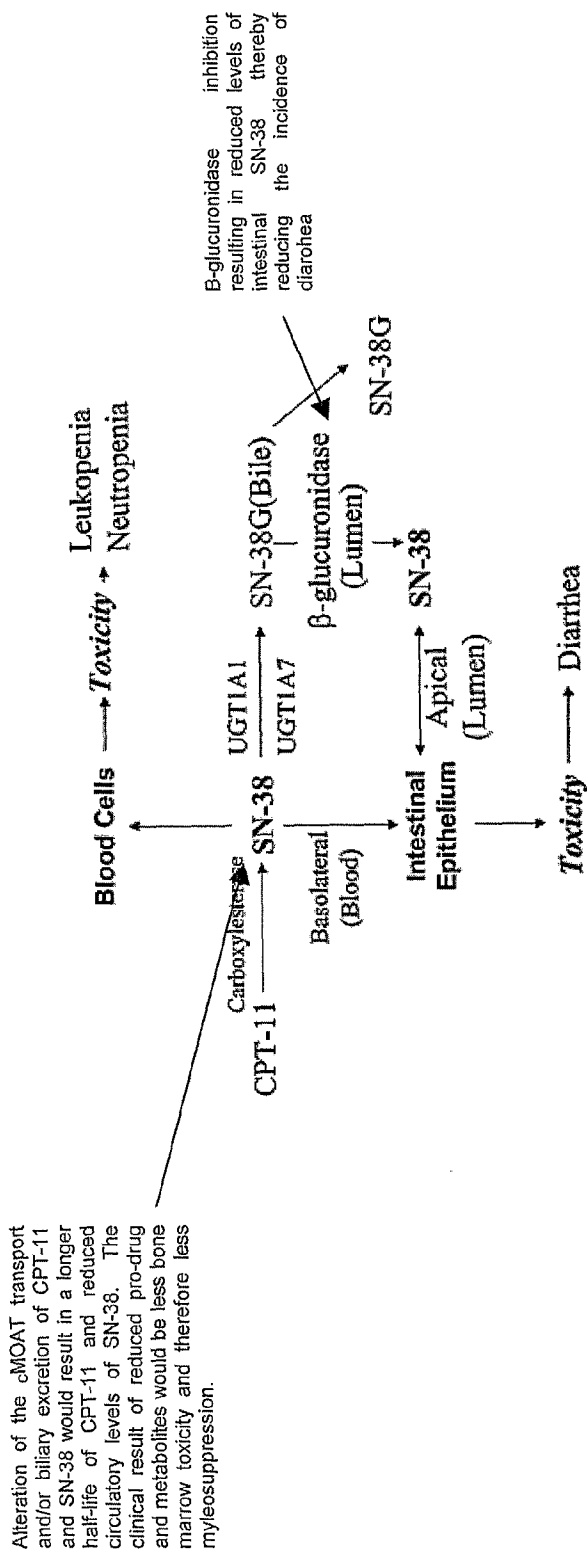 Alteration of the cMOAT transport
and/or biliary excretion of CPT-11
and SN-38 would result in a longer
half-life of CPT-11 and reduced
circulatory levels of SN-38. The
clinical result of reduced pro-drug
and metabolites would be less bone
marrow toxicity and therefore less
myleosuppression.
Blood Cells
Toxicity
Leukopenia
Neutropenia
B-glucuronidase inhibition
resulting in reduced levels of
intestinal SN-38 thereby
reducing the incidence of
diarohea
CPT-11
Carboxylesterase
SN-38
UGT1A1
UGT1A7
SN-38G(Bile)
β-glucuronidase
(Lumen)
SN-38G
SN-38
Basolateral
(Blood)
Intestinal
Epithelium
Apical
(Lumen)
Toxicity
Diarrhea